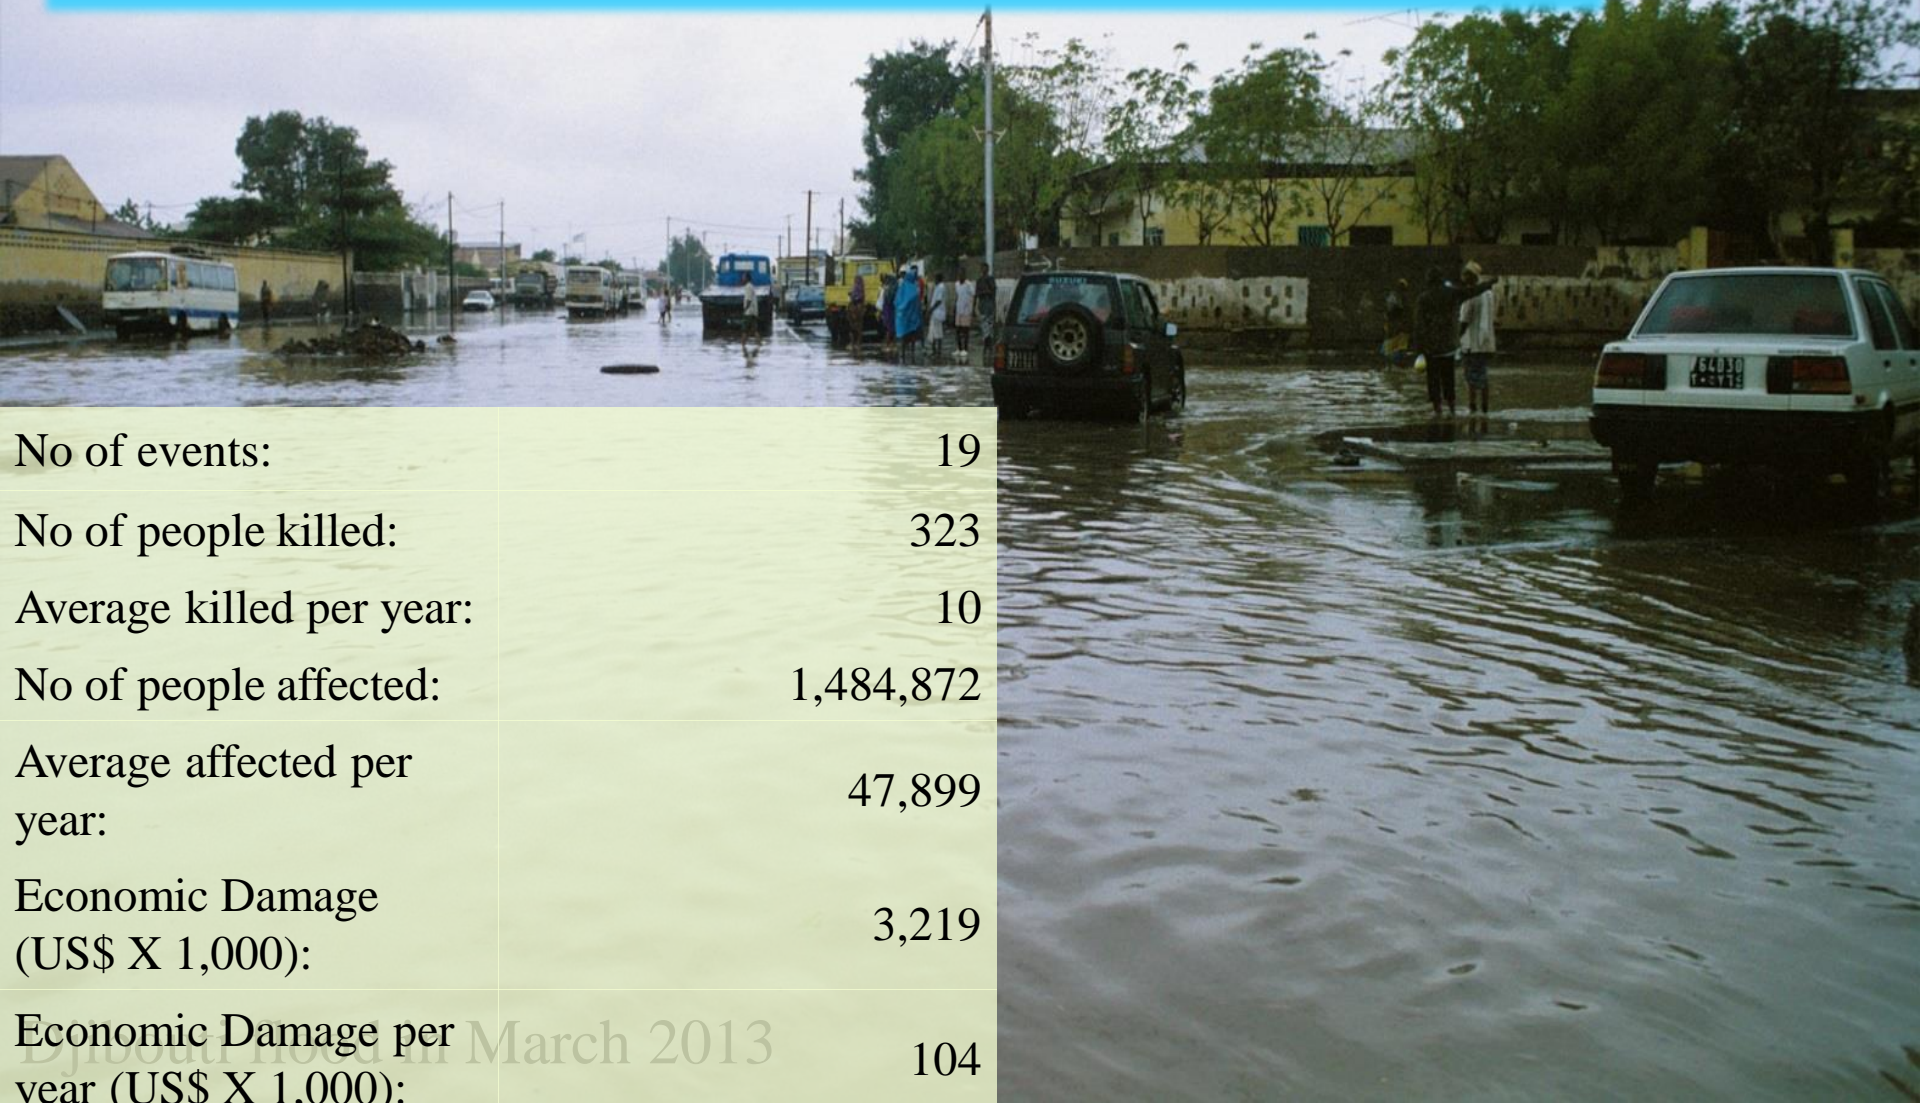 SUZUKI
No of events: 19
No of people killed: 323
Average killed per year: 10
No of people affected: 1,484,872
Average affected per
year:
47,899
Economic Damage
(US$ X 1,000):
3,219
Economic Damage per
year (US$ X 1,000):
104
Djibouti flood in March 2013